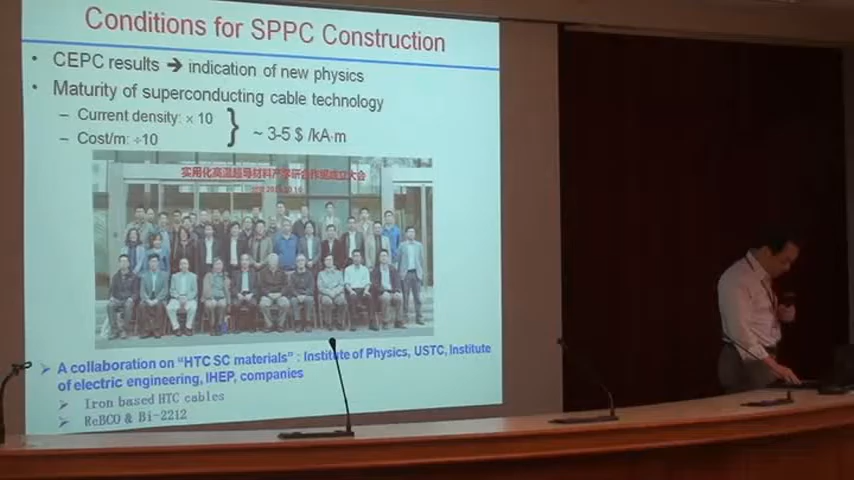 Conditions for SPPC Construction
• CEPC results ➔ indication of new physics
• Maturity of superconducting cable technology
– Current density: × 10
– Cost/m: ÷10
} ~ 3-5 $ /kA·m
实用化高温超导材料产学研合作组成立大会
➢ A collaboration on “HTC SC materials” : Institute of Physics, USTC, Institute
of electric engineering, IHEP, companies
➢ Iron based HTC cables
➢ ReBCO & Bi-2212